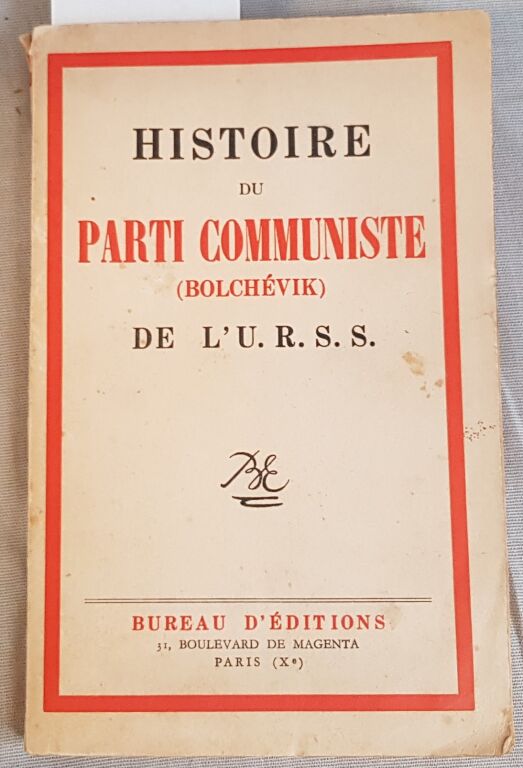 HISTOIRE
DU
PARTI COMMUNISTE
(BOLCHÉVIK)
DE L'U. R. S. S.
BE
BUREAU D'ÉDITIONS
31, BOULEVARD DE MAGENTA
PARIS (Xᵉ)